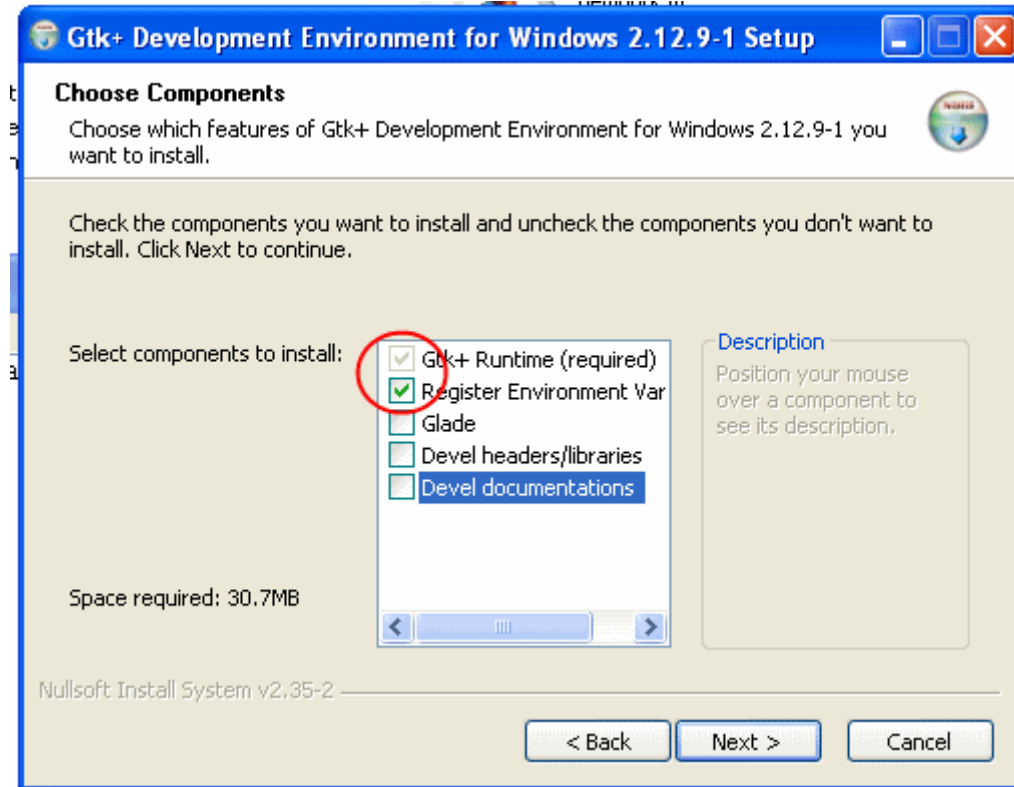 Gtk+ Development Environment for Windows 2.12.9-1 Setup
Choose Components
Choose which features of Gtk+ Development Environment for Windows 2.12.9-1 you
want to install.
Check the components you want to install and uncheck the components you don't want to
install. Click Next to continue.
Select components to install:
Gtk+ Runtime (required)
Register Environment Var
Glade
Devel headers/libraries
Devel documentations
Description
Position your mouse
over a component to
see its description.
Space required: 30.7MB
Nullsoft Install System v2.35-2
< Back
Next >
Cancel